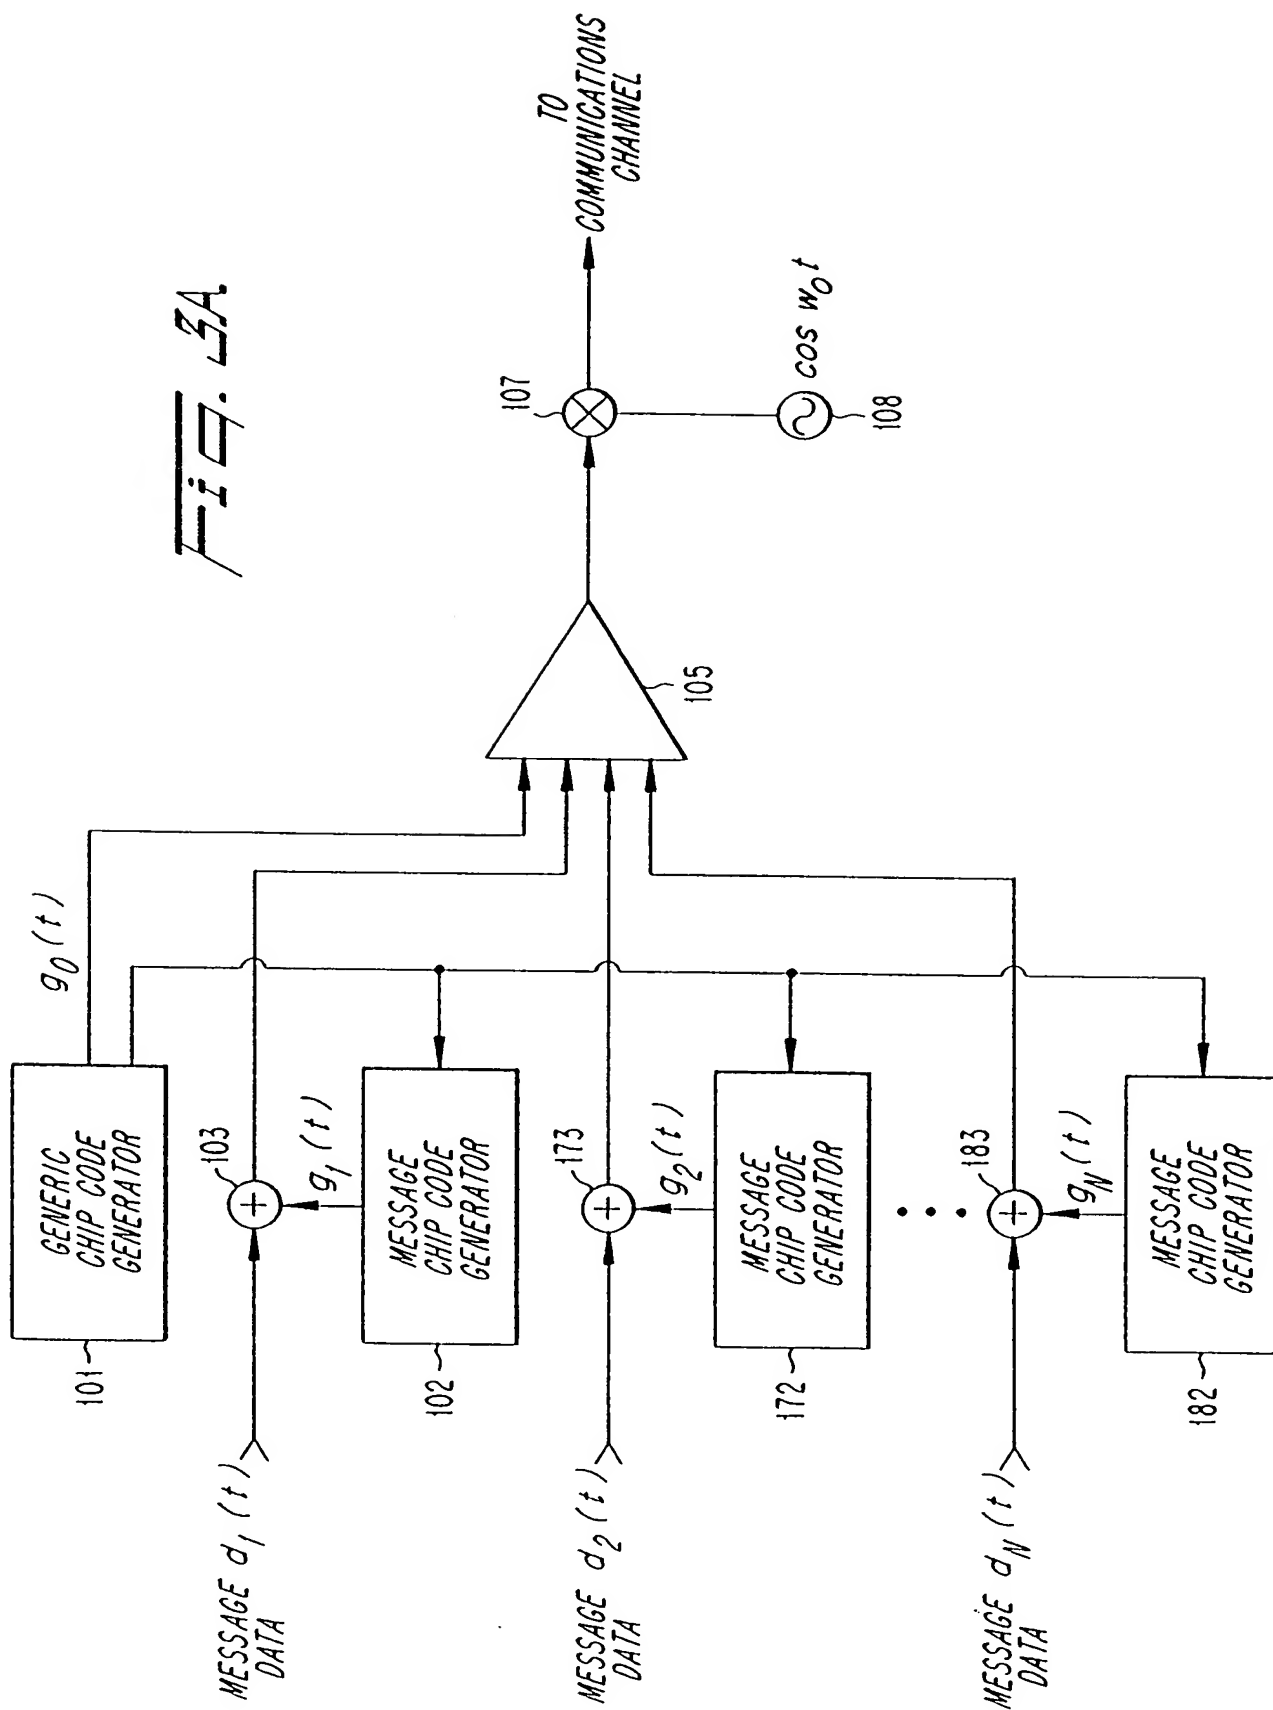 Fig. 3A.
GENERIC
CHIP CODE
GENERATOR
101
g0(t)
MESSAGE d1(t)
DATA
103
g1(t)
MESSAGE
CHIP CODE
GENERATOR
102
MESSAGE d2(t)
DATA
173
g2(t)
MESSAGE
CHIP CODE
GENERATOR
172
MESSAGE dN(t)
DATA
183
gN(t)
MESSAGE
CHIP CODE
GENERATOR
182
105
107
cos w0t
108
TO
COMMUNICATIONS
CHANNEL